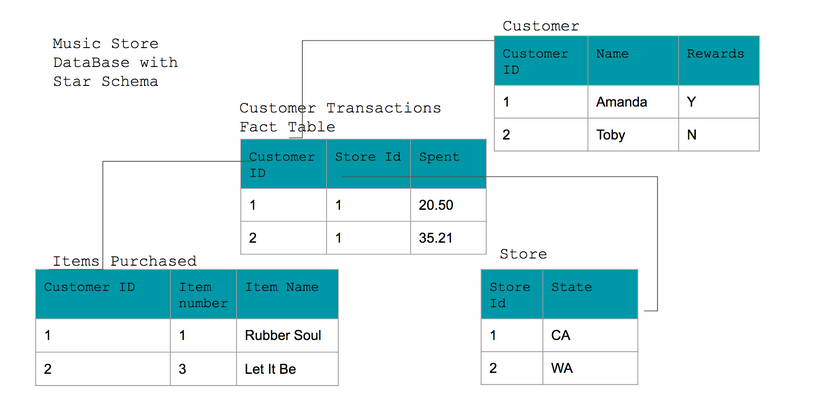 Music Store
DataBase with
Star Schema
Customer
Customer ID Name Rewards
1 Amanda Y
2 Toby N
Customer Transactions
Fact Table
Customer ID Store Id Spent
1 1 20.50
2 1 35.21
Items Purchased
Customer ID Item number Item Name
1 1 Rubber Soul
2 3 Let It Be
Store
Store Id State
1 CA
2 WA